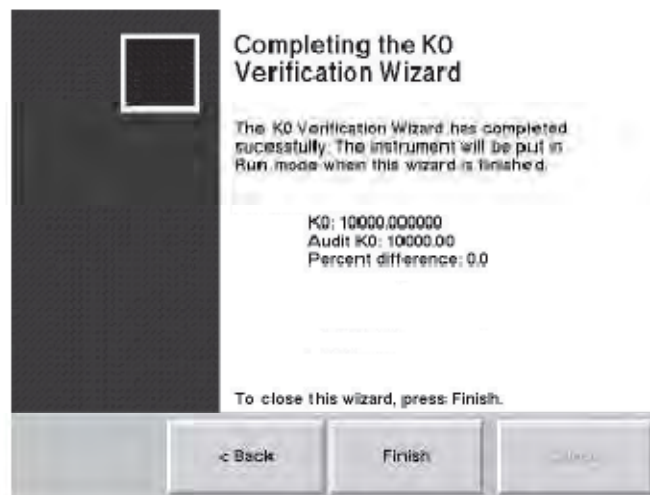 Completing the K0
Verification Wizard
The K0 Verification Wizard has completed
sucessfully. The instrument will be put in
Run mode when this wizard is finished.
K0: 10000.000000
Audit K0: 10000.00
Percent difference: 0.0
To close this wizard, press Finish.
< Back
Finish